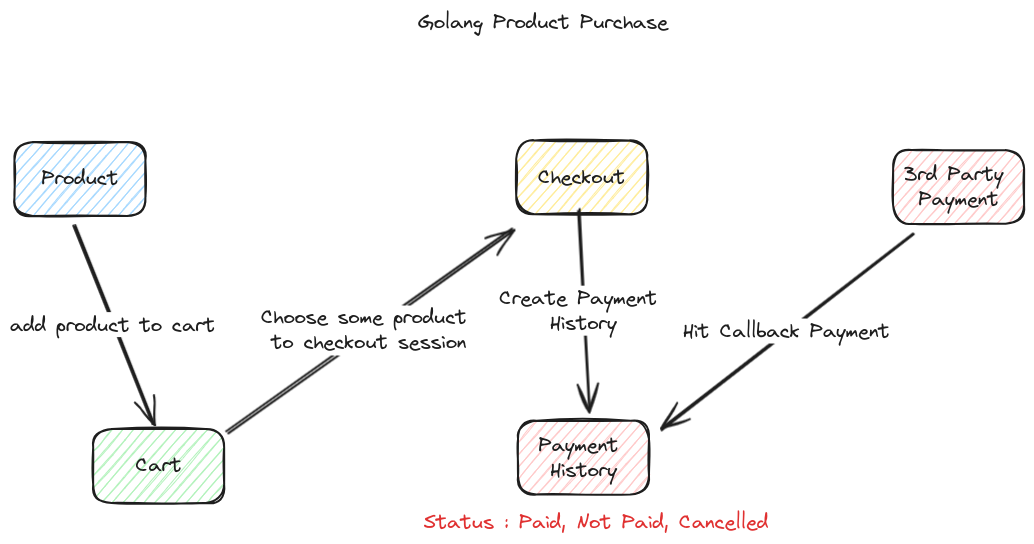 Golang Product Purchase
Product
Checkout
3rd Party
Payment
add product to cart
Choose some product
to checkout session
Create Payment
History
Hit Callback Payment
Cart
Payment
History
Status : Paid, Not Paid, Cancelled